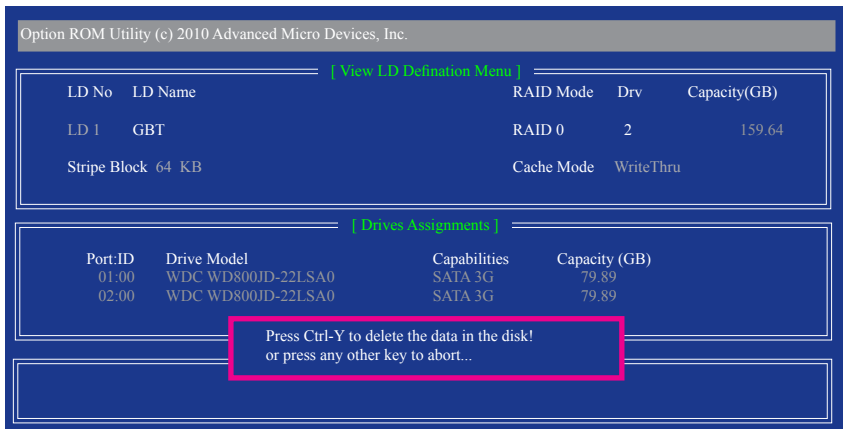 Option ROM Utility (c) 2010 Advanced Micro Devices, Inc.
[ View LD Defination Menu ]
LD No LD Name RAID Mode Drv Capacity(GB)
LD 1 GBT RAID 0 2 159.64
Stripe Block 64 KB Cache Mode WriteThru
[ Drives Assignments ]
Port:ID Drive Model Capabilities Capacity (GB)
01:00 WDC WD800JD-22LSA0 SATA 3G 79.89
02:00 WDC WD800JD-22LSA0 SATA 3G 79.89
Press Ctrl-Y to delete the data in the disk!
or press any other key to abort...